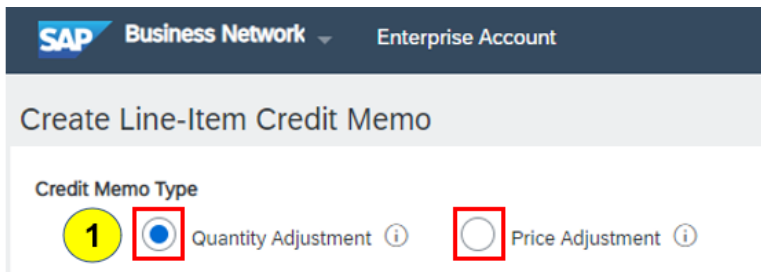 SAP Business Network Enterprise Account
Create Line-Item Credit Memo
Credit Memo Type
1 Quantity Adjustment i Price Adjustment i